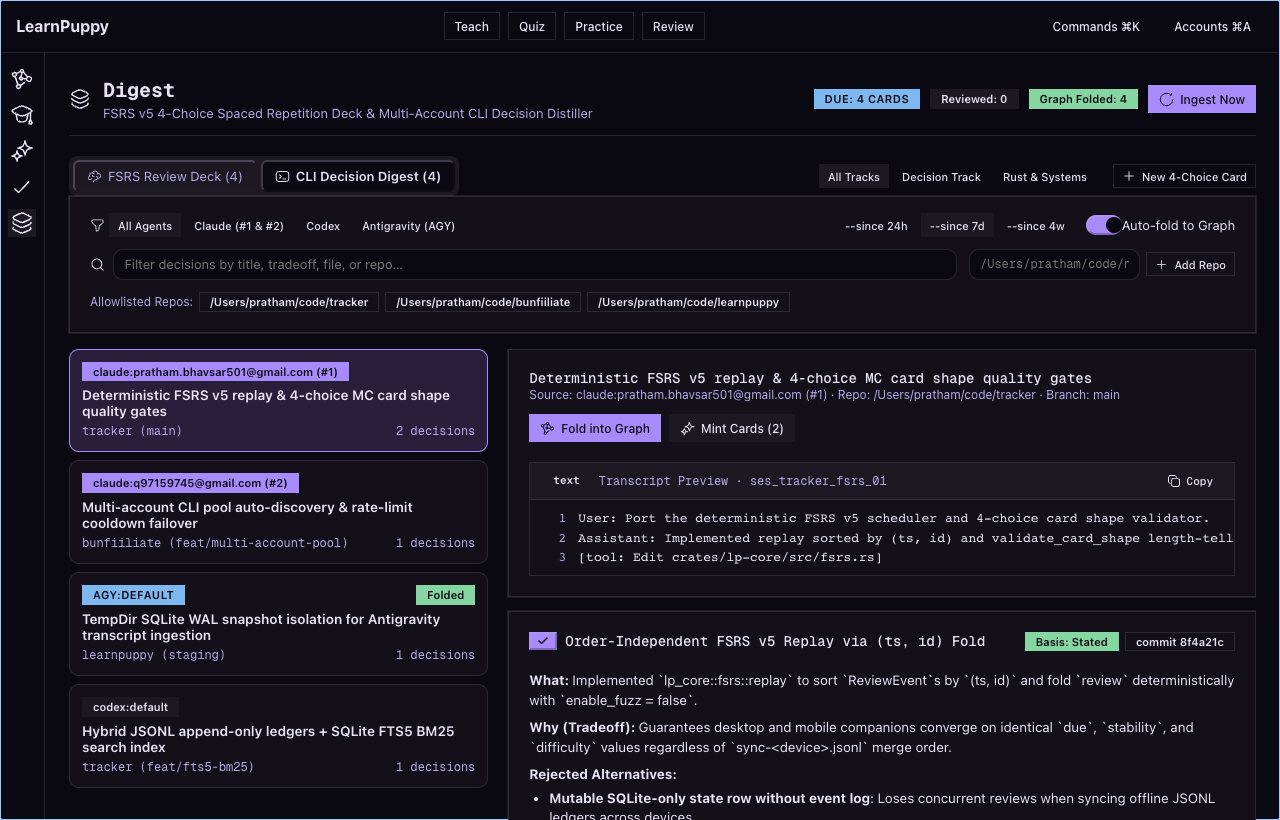 LearnPuppy
Teach Quiz Practice Review
Commands ⌘K Accounts ⌘A
Digest
FSRS v5 4-Choice Spaced Repetition Deck & Multi-Account CLI Decision Distiller
DUE: 4 CARDS Reviewed: 0 Graph Folded: 4 Ingest Now
FSRS Review Deck (4) CLI Decision Digest (4)
All Tracks Decision Track Rust & Systems + New 4-Choice Card
All Agents Claude (#1 & #2) Codex Antigravity (AGY)
--since 24h --since 7d --since 4w Auto-fold to Graph
Filter decisions by title, tradeoff, file, or repo...
/Users/pratham/code/r + Add Repo
Allowlisted Repos: /Users/pratham/code/tracker /Users/pratham/code/bunfiiliate /Users/pratham/code/learnpuppy
claude:pratham.bhavsar501@gmail.com (#1)
Deterministic FSRS v5 replay & 4-choice MC card shape
quality gates
tracker (main) 2 decisions
claude:q97159745@gmail.com (#2)
Multi-account CLI pool auto-discovery & rate-limit
cooldown failover
bunfiiliate (feat/multi-account-pool) 1 decisions
AGY:DEFAULT Folded
TempDir SQLite WAL snapshot isolation for Antigravity
transcript ingestion
learnpuppy (staging) 1 decisions
codex:default
Hybrid JSONL append-only ledgers + SQLite FTS5 BM25
search index
tracker (feat/fts5-bm25) 1 decisions
Deterministic FSRS v5 replay & 4-choice MC card shape quality gates
Source: claude:pratham.bhavsar501@gmail.com (#1) · Repo: /Users/pratham/code/tracker · Branch: main
Fold into Graph Mint Cards (2)
text Transcript Preview · ses_tracker_fsrs_01 Copy
1 User: Port the deterministic FSRS v5 scheduler and 4-choice card shape validator.
2 Assistant: Implemented replay sorted by (ts, id) and validate_card_shape length-tell
3 [tool: Edit crates/lp-core/src/fsrs.rs]
Order-Independent FSRS v5 Replay via (ts, id) Fold Basis: Stated commit 8f4a21c
What: Implemented `lp_core::fsrs::replay` to sort `ReviewEvent`s by `(ts, id)` and fold `review` deterministically
with `enable_fuzz = false`.
Why (Tradeoff): Guarantees desktop and mobile companions converge on identical `due`, `stability`, and
`difficulty` values regardless of `sync-<device>.jsonl` merge order.
Rejected Alternatives:
• Mutable SQLite-only state row without event log: Loses concurrent reviews when syncing offline JSONL
ledgers across devices